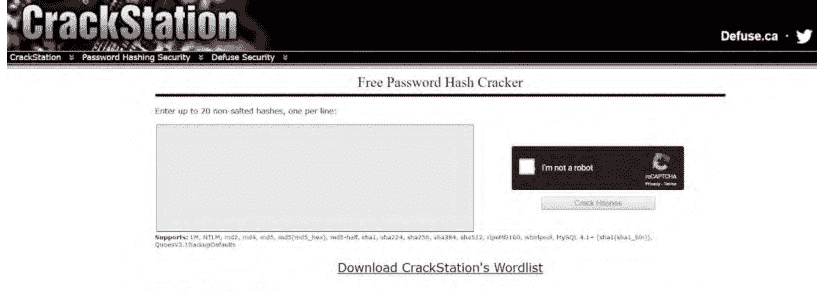 CrackStation
Defuse.ca ·
CrackStation Password Hashing Security Defuse Security
Free Password Hash Cracker
Enter up to 20 non-salted hashes, one per line:
I'm not a robot
reCAPTCHA
Privacy - Terms
Crack Hashes
Supports: LM, NTLM, md2, md4, md5, md5(md5_hex), md5-half, sha1, sha224, sha256, sha384, sha512, ripeMD160, whirlpool, MySQL 4.1+ (sha1(sha1_bin)),
QubesV3.1BackupDefaults
Download CrackStation's Wordlist